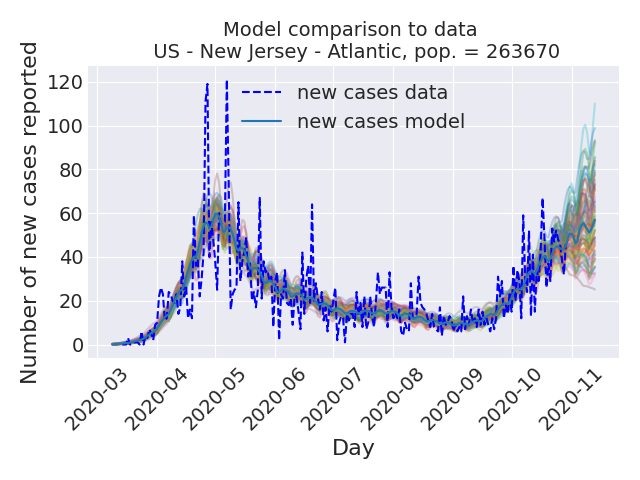 Model comparison to data
US - New Jersey - Atlantic, pop. = 263670
Number of new cases reported
120
100
80
60
40
20
0
new cases data
new cases model
2020-03
2020-04
2020-05
2020-06
2020-07
2020-08
2020-09
2020-10
2020-11
Day